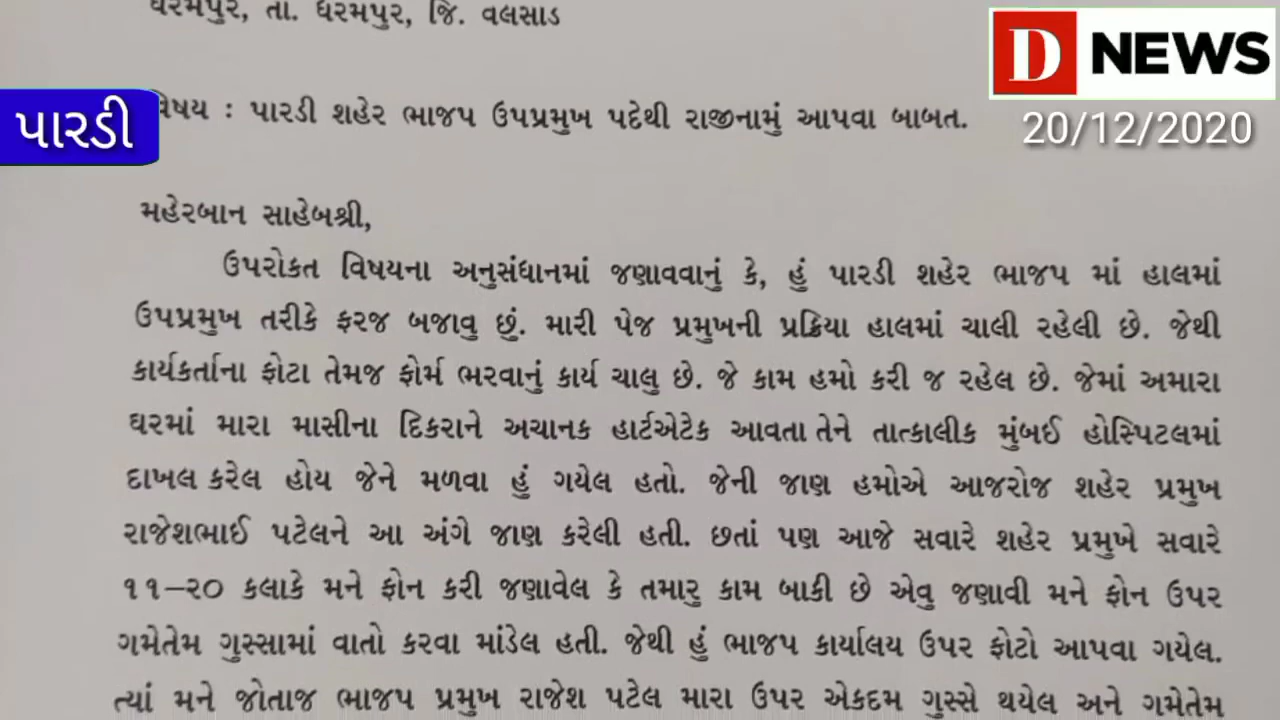 ધરમપુર, તા. ધરમપુર, જિ. વલસાડ
D NEWS
20/12/2020
પારડી
વિષય : પારડી શહેર ભાજપ ઉપપ્રમુખ પદેથી રાજીનામું આપવા બાબત.
મહેરબાન સાહેબશ્રી,
ઉપરોકત વિષયના અનુસંધાનમાં જણાવવાનું કે, હું પારડી શહેર ભાજપ માં હાલમાં
ઉપપ્રમુખ તરીકે ફરજ બજાવુ છું. મારી પેજ પ્રમુખની પ્રક્રિયા હાલમાં ચાલી રહેલી છે. જેથી
કાર્યકર્તાના ફોટા તેમજ ફોર્મ ભરવાનું કાર્ય ચાલુ છે. જે કામ હમો કરી જ રહેલ છે. જેમાં અમારા
ઘરમાં મારા માસીના દિકરાને અચાનક હાર્ટએટેક આવતા તેને તાત્કાલીક મુંબઈ હોસ્પિટલમાં
દાખલ કરેલ હોય જેને મળવા હું ગયેલ હતો. જેની જાણ હમોએ આજરોજ શહેર પ્રમુખ
રાજેશભાઈ પટેલને આ અંગે જાણ કરેલી હતી. છતાં પણ આજે સવારે શહેર પ્રમુખે સવારે
૧૧–૨૦ કલાકે મને ફોન કરી જણાવેલ કે તમારુ કામ બાકી છે એવુ જણાવી મને ફોન ઉપર
ગમેતેમ ગુસ્સામાં વાતો કરવા માંડેલ હતી. જેથી હું ભાજપ કાર્યાલય ઉપર ફોટો આપવા ગયેલ.
ત્યાં મને જોતાજ ભાજપ પ્રમુખ રાજેશ પટેલ મારા ઉપર એકદમ ગુસ્સે થયેલ અને ગમેતેમ